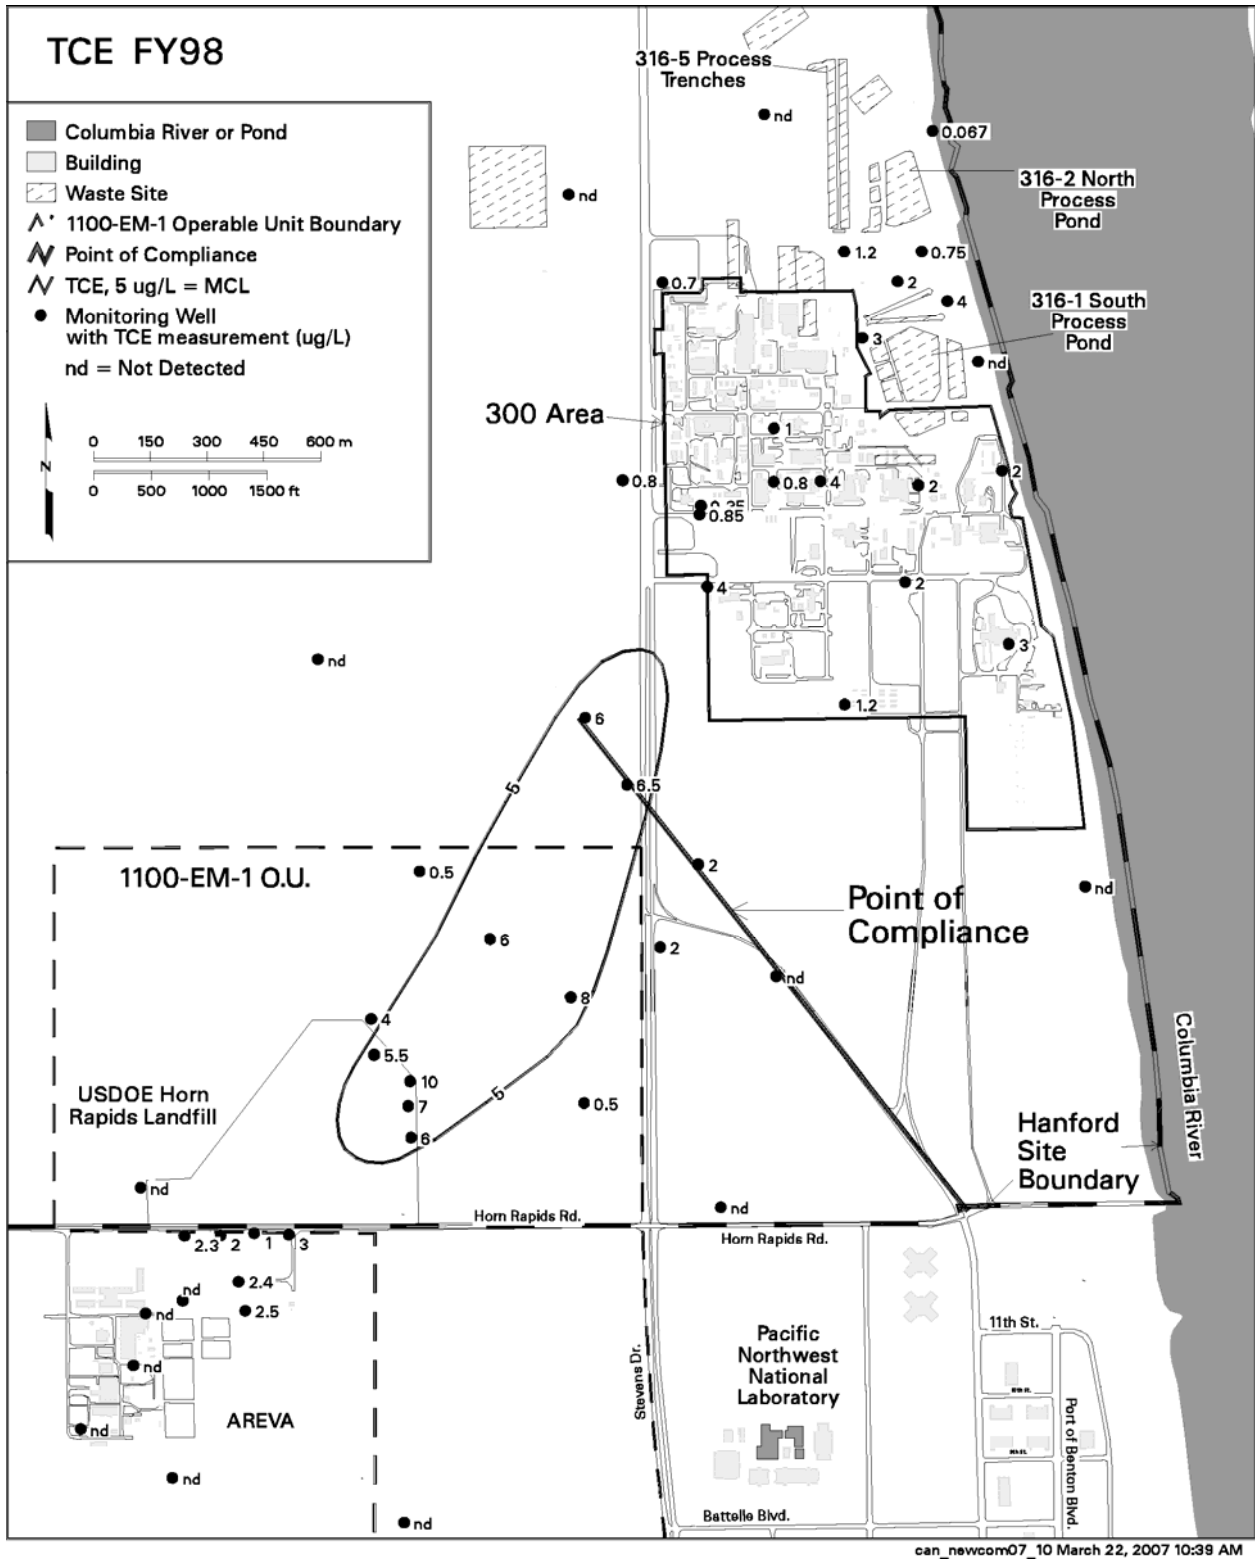 TCE FY98
Columbia River or Pond
Building
Waste Site
1100-EM-1 Operable Unit Boundary
Point of Compliance
TCE, 5 ug/L = MCL
Monitoring Well
with TCE measurement (ug/L)
nd = Not Detected
N
0 150 300 450 600 m
0 500 1000 1500 ft
316-5 Process
Trenches
nd
0.067
nd
316-2 North
Process
Pond
1.2
0.75
0.7
2
4
316-1 South
Process
Pond
3
nd
300 Area
1
0.8
0.8
4
2
2
0.85
4
2
nd
3
1.2
6
5
6.5
1100-EM-1 O.U.
0.5
2
nd
Point of
Compliance
6
2
nd
8
4
5.5
10
7
6
5
0.5
USDOE Horn
Rapids Landfill
Columbia River
Hanford
Site
Boundary
nd
nd
Horn Rapids Rd.
Horn Rapids Rd.
2.3
2
1
3
2.4
nd
nd
2.5
nd
nd
AREVA
nd
nd
Stevens Dr.
Pacific
Northwest
National
Laboratory
11th St.
Port of Benton Blvd.
Battelle Blvd.
can_newcom07_10 March 22, 2007 10:39 AM